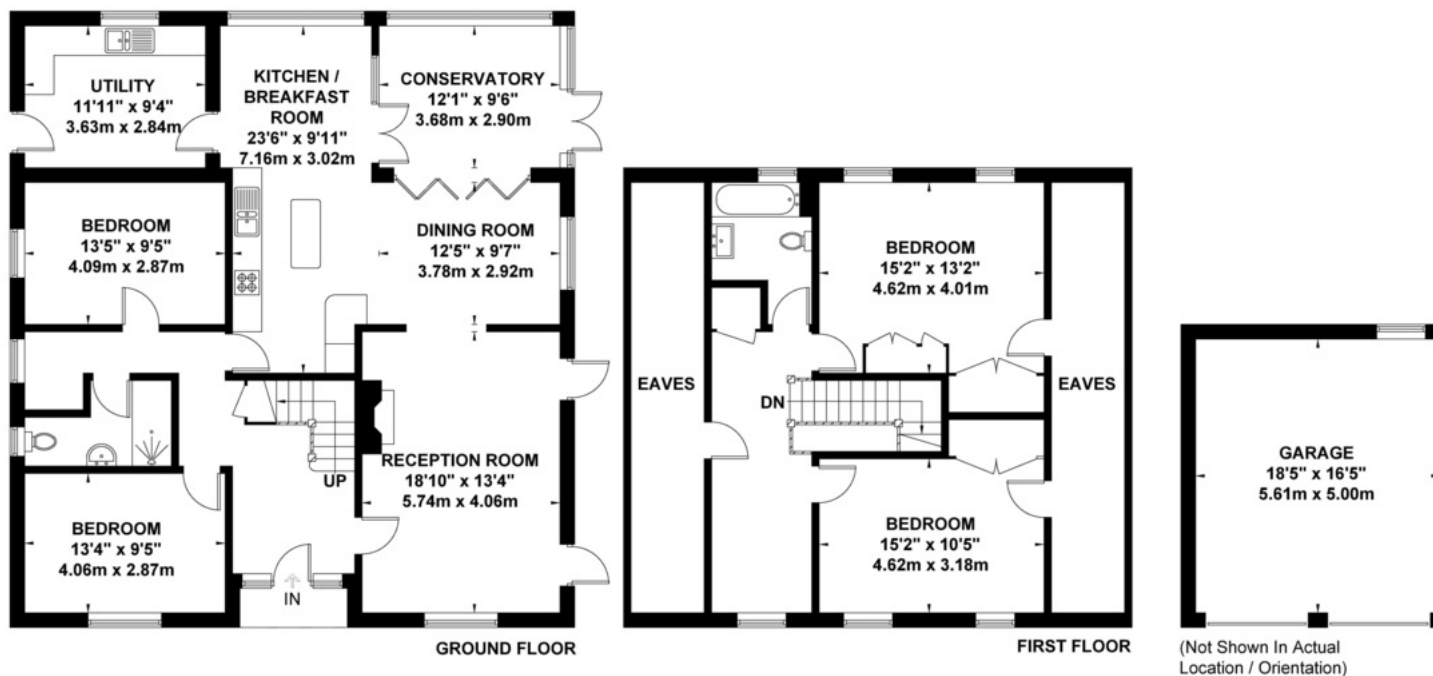 UTILITY
11'11" x 9'4"
3.63m x 2.84m
KITCHEN /
BREAKFAST
ROOM
23'6" x 9'11"
7.16m x 3.02m
CONSERVATORY
12'1" x 9'6"
3.68m x 2.90m
BEDROOM
13'5" x 9'5"
4.09m x 2.87m
DINING ROOM
12'5" x 9'7"
3.78m x 2.92m
UP
RECEPTION ROOM
18'10" x 13'4"
5.74m x 4.06m
BEDROOM
13'4" x 9'5"
4.06m x 2.87m
IN
GROUND FLOOR
EAVES
BEDROOM
15'2" x 13'2"
4.62m x 4.01m
EAVES
DN
BEDROOM
15'2" x 10'5"
4.62m x 3.18m
FIRST FLOOR
GARAGE
18'5" x 16'5"
5.61m x 5.00m
(Not Shown In Actual
Location / Orientation)